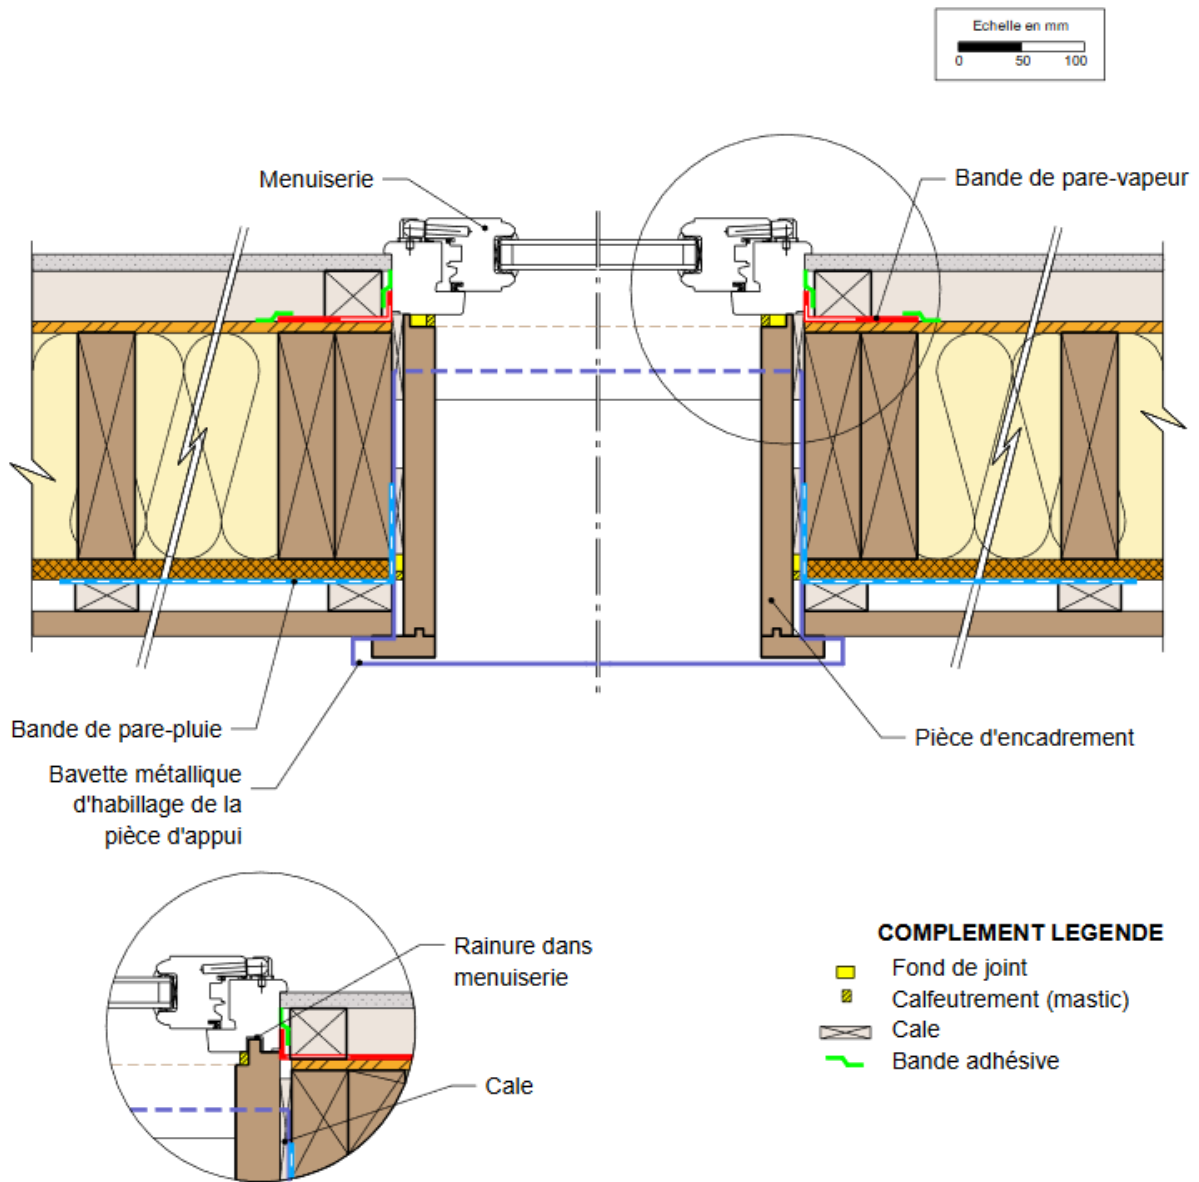 Echelle en mm
0 50 100
Menuiserie
Bande de pare-vapeur
Bande de pare-pluie
Pièce d'encadrement
Bavette métallique
d'habillage de la
pièce d'appui
Rainure dans
menuiserie
Cale
COMPLEMENT LEGENDE
Fond de joint
Calfeutrement (mastic)
Cale
Bande adhésive